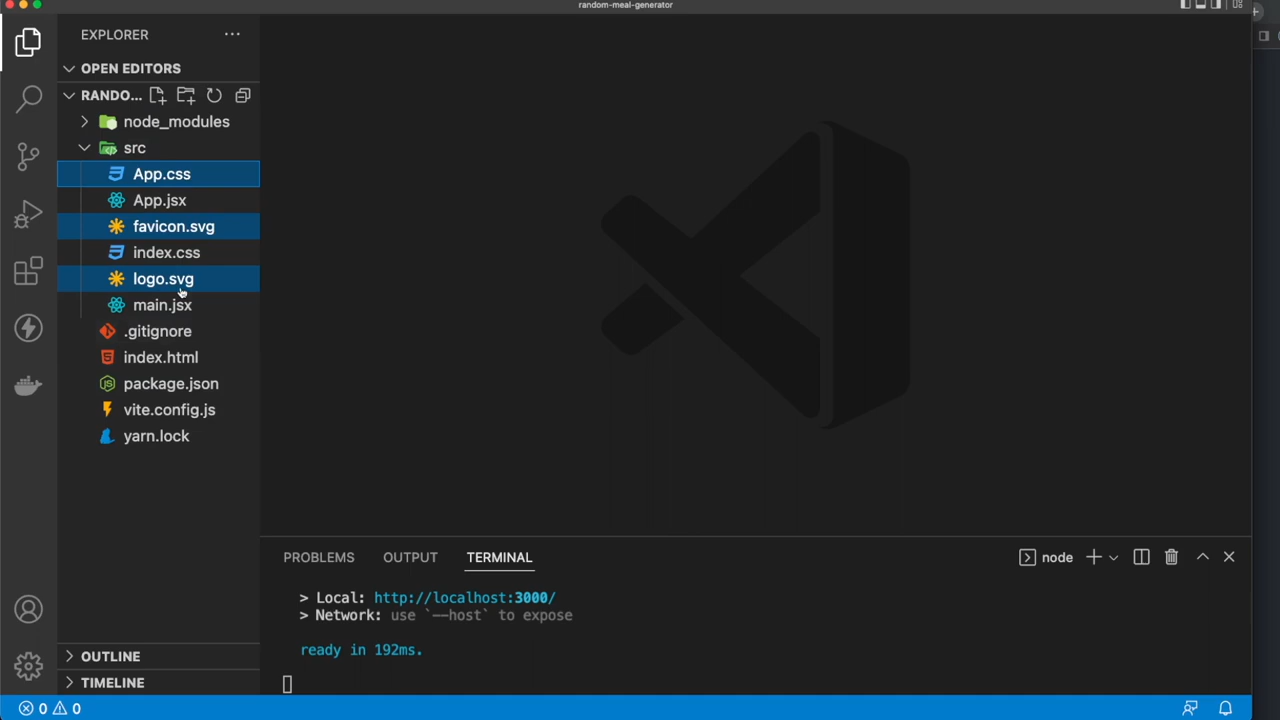 random-meal-generator
EXPLORER
OPEN EDITORS
RANDO...
node_modules
src
App.css
App.jsx
favicon.svg
index.css
logo.svg
main.jsx
.gitignore
index.html
package.json
vite.config.js
yarn.lock
OUTLINE
TIMELINE
PROBLEMS OUTPUT TERMINAL
node
> Local: http://localhost:3000/
> Network: use `--host` to expose
ready in 192ms.
0 0